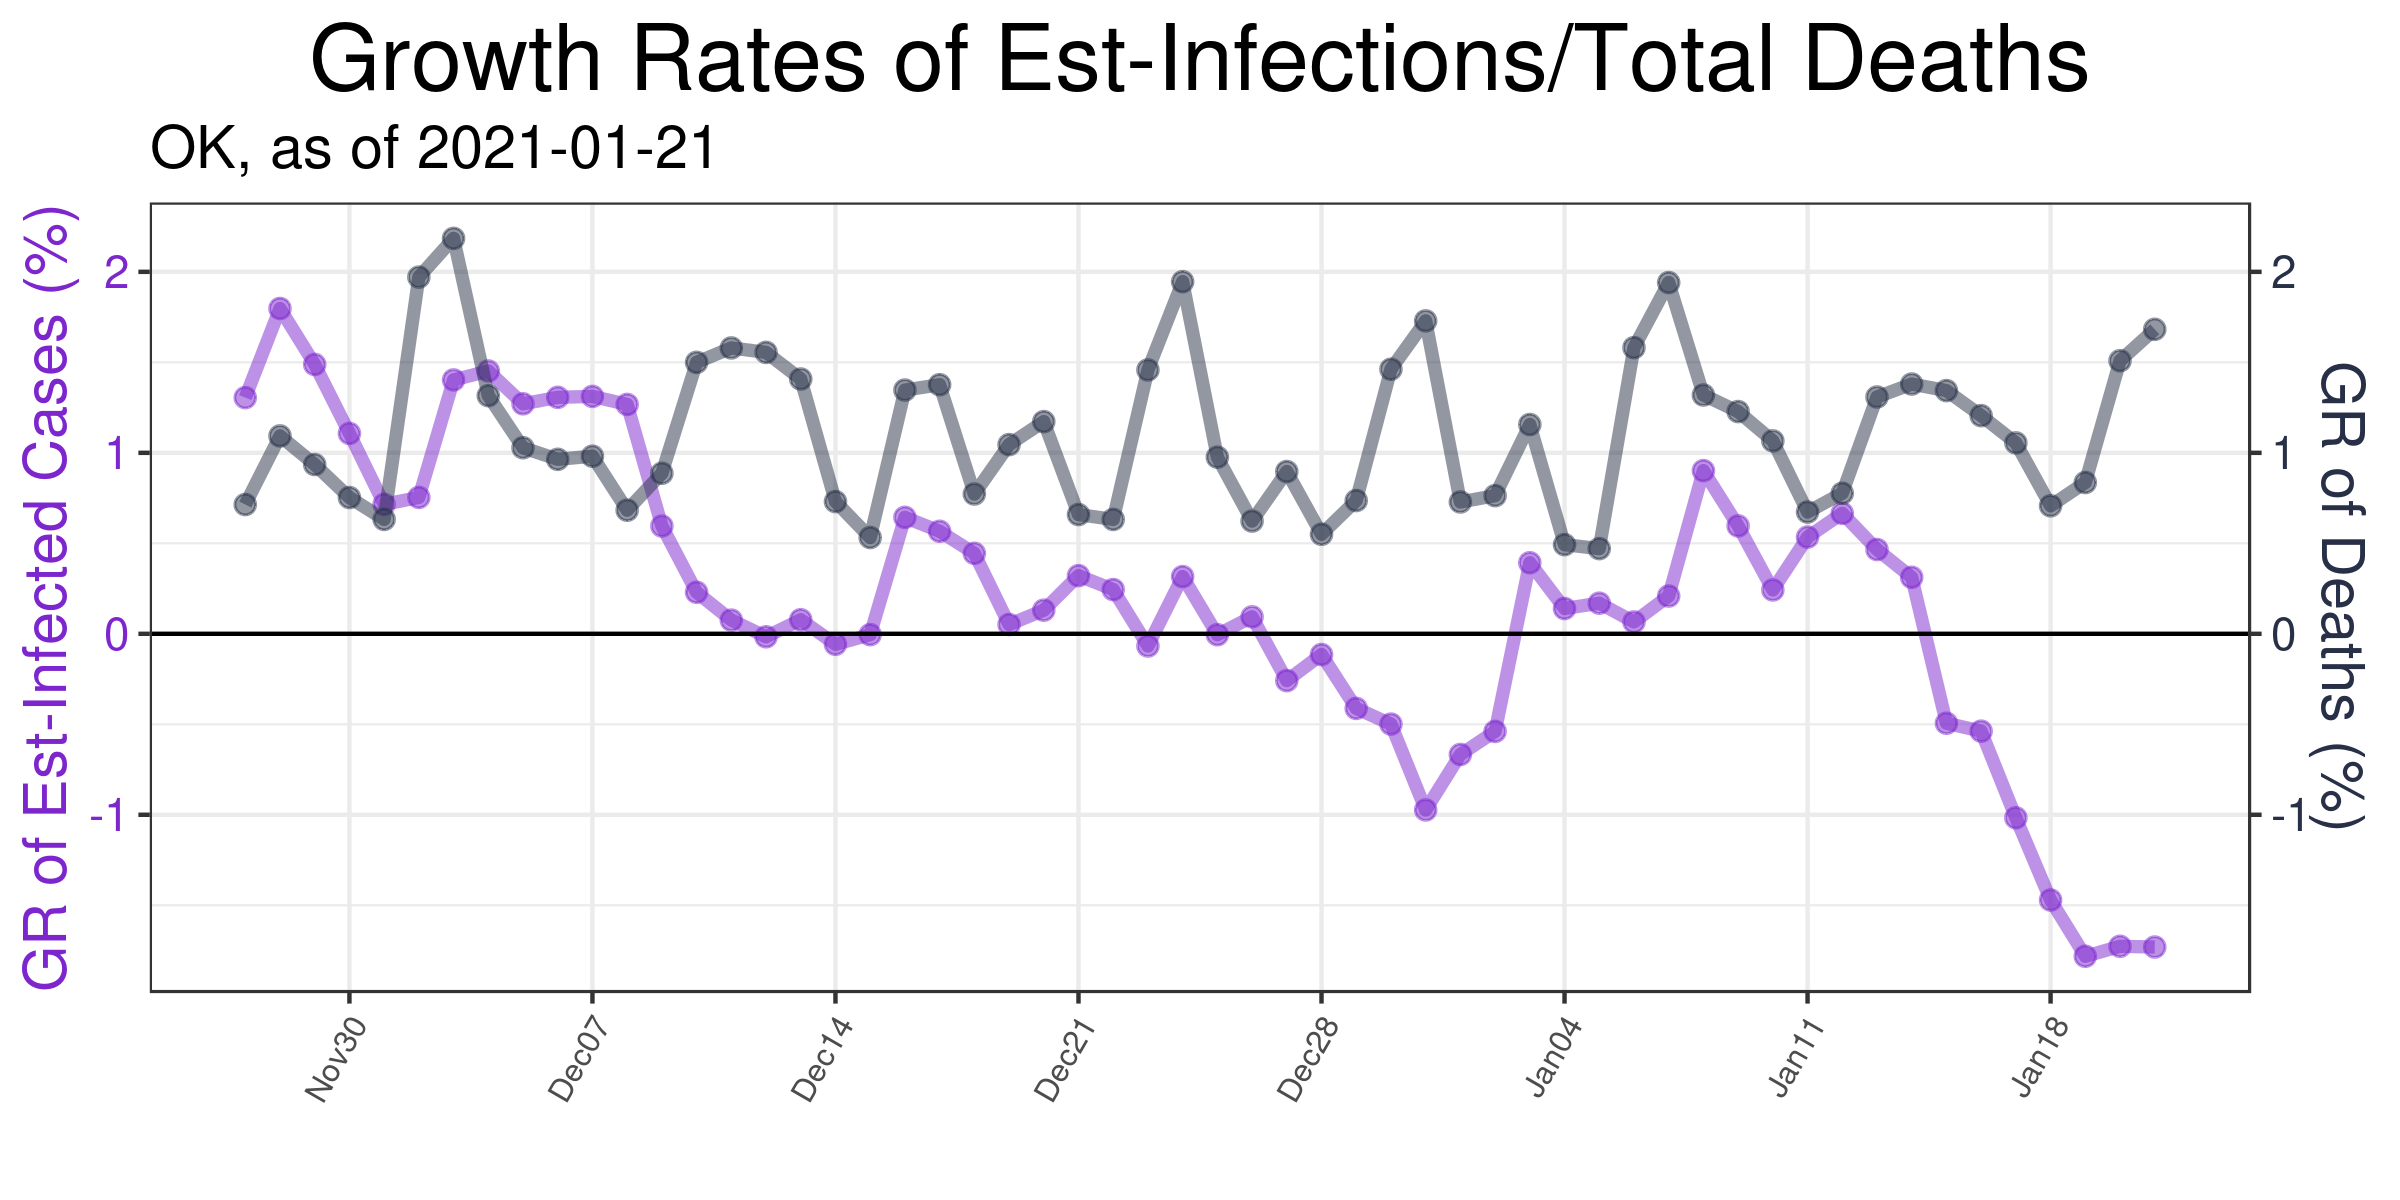 Growth Rates of Est-Infections/Total Deaths
OK, as of 2021-01-21
GR of Est-Infected Cases (%)
2
1
0
-1
2
1
0
-1
GR of Deaths (%)
Nov30
Dec07
Dec14
Dec21
Dec28
Jan04
Jan11
Jan18